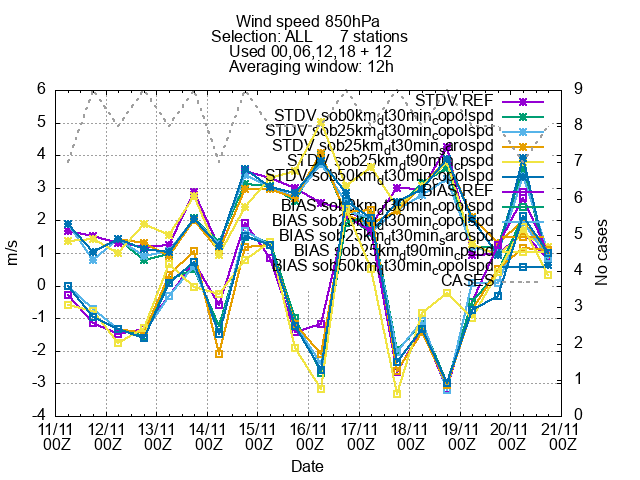 Wind speed 850hPa
Selection: ALL 7 stations
Used 00,06,12,18 + 12
Averaging window: 12h
STDV REF
STDV sob0km_dt30min_copolspd
STDV sob25km_dt30min_copolspd
STDV sob25km_dt30min_sarospd
STDV sob25km_dt90min_cpspd
STDV sob50km_dt30min_copolspd
BIAS REF
BIAS sob0km_dt30min_copolspd
BIAS sob25km_dt30min_copolspd
BIAS sob25km_dt30min_sarospd
BIAS sob25km_dt90min_cpspd
BIAS sob50km_dt30min_copolspd
CASES
m/s
6
5
4
3
2
1
0
-1
-2
-3
-4
No cases
9
8
7
6
5
4
3
2
1
0
11/11 12/11 13/11 14/11 15/11 16/11 17/11 18/11 19/11 20/11 21/11
00Z 00Z 00Z 00Z 00Z 00Z 00Z 00Z 00Z 00Z 00Z
Date